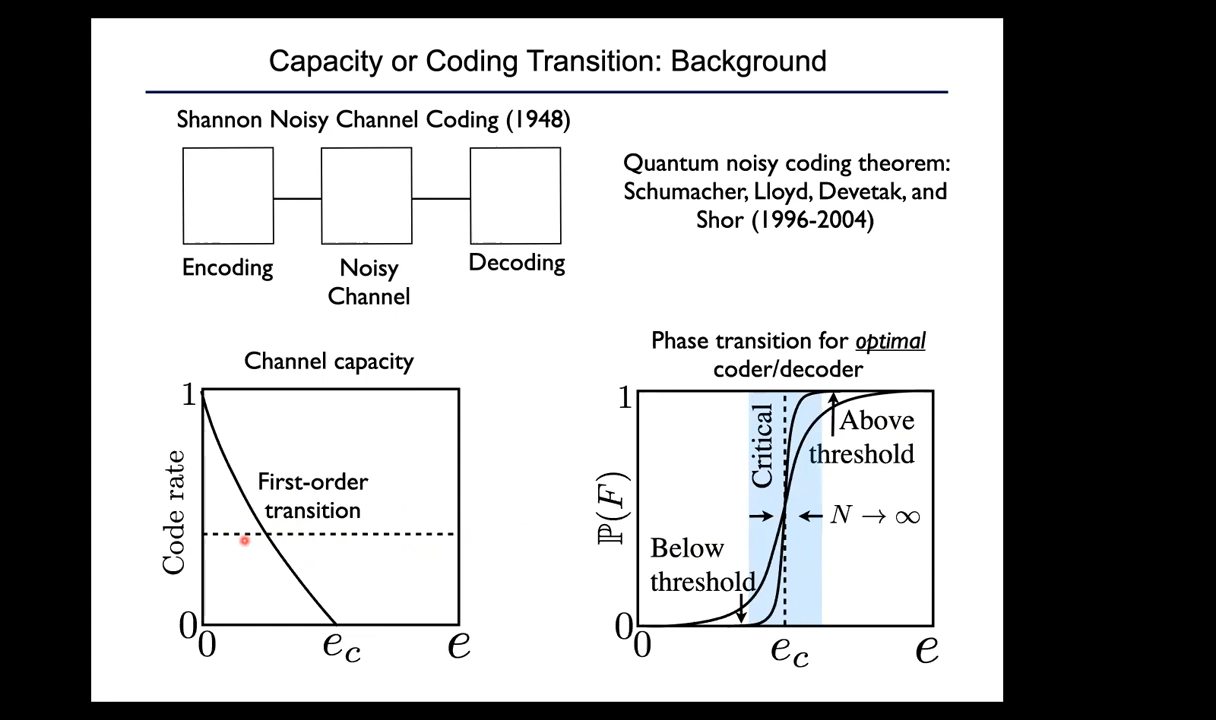 Capacity or Coding Transition: Background
Shannon Noisy Channel Coding (1948)
Encoding
Noisy
Channel
Decoding
Quantum noisy coding theorem:
Schumacher, Lloyd, Devetak, and
Shor (1996-2004)
Channel capacity
1
Code rate
First-order
transition
0
0
e_c
e
Phase transition for optimal
coder/decoder
1
ℙ(F)
Critical
Above
threshold
N → ∞
Below
threshold
0
0
e_c
e